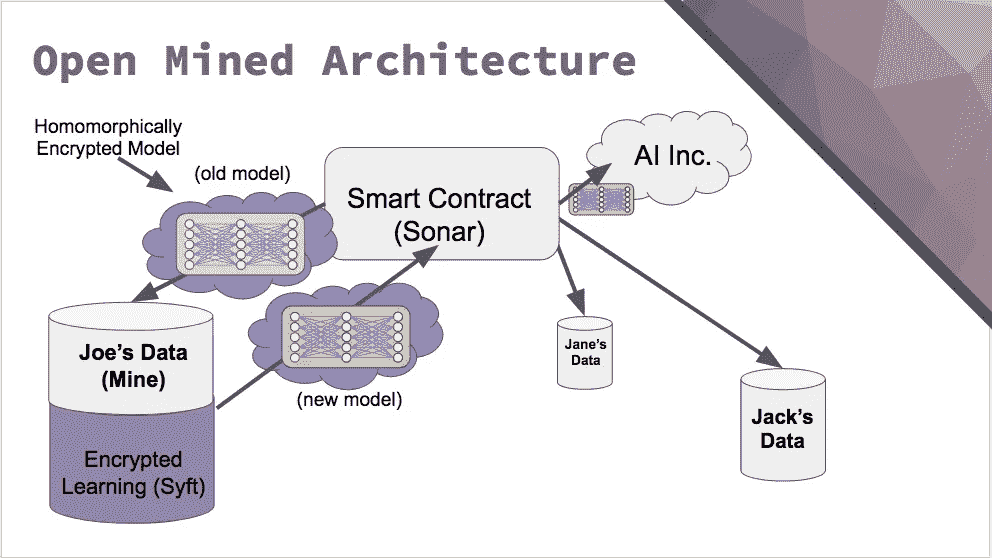 Open Mined Architecture
Homomorphically
Encrypted Model
(old model)
Smart Contract
(Sonar)
AI Inc.
Joe's Data
(Mine)
Encrypted
Learning (Syft)
(new model)
Jane's
Data
Jack's
Data